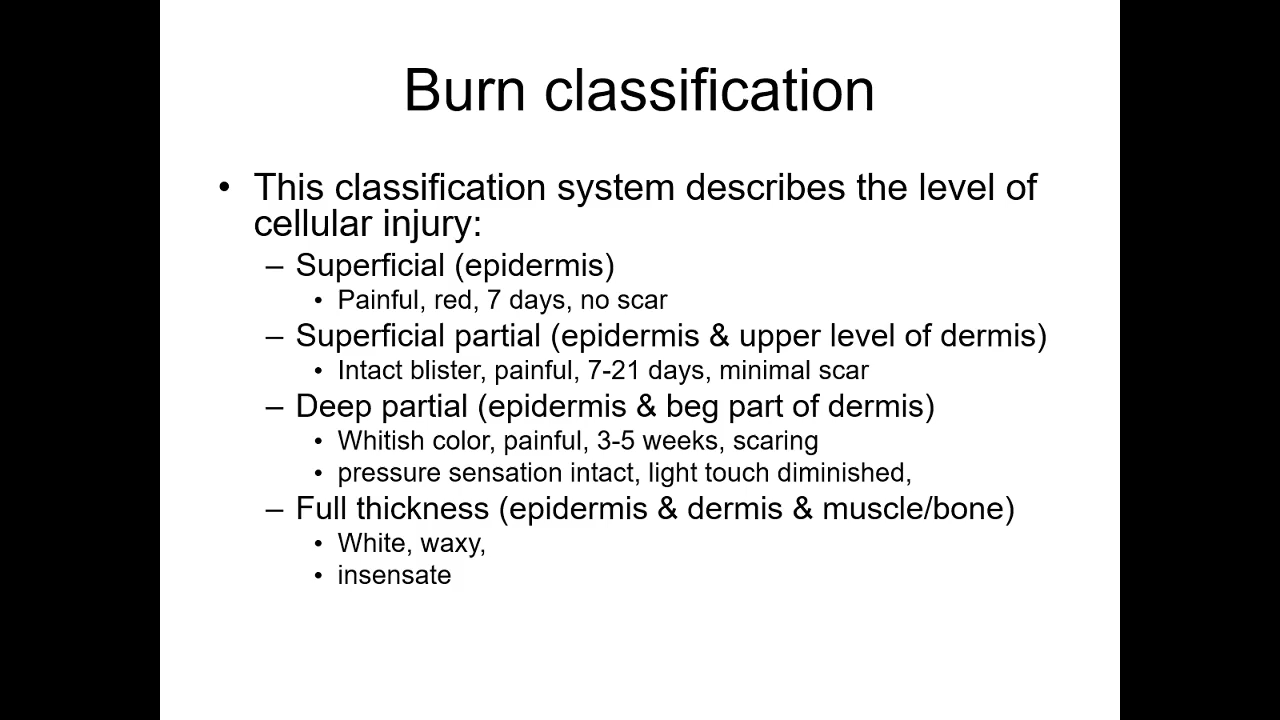 Burn classification
• This classification system describes the level of
cellular injury:
– Superficial (epidermis)
• Painful, red, 7 days, no scar
– Superficial partial (epidermis & upper level of dermis)
• Intact blister, painful, 7-21 days, minimal scar
– Deep partial (epidermis & beg part of dermis)
• Whitish color, painful, 3-5 weeks, scaring
• pressure sensation intact, light touch diminished,
– Full thickness (epidermis & dermis & muscle/bone)
• White, waxy,
• insensate